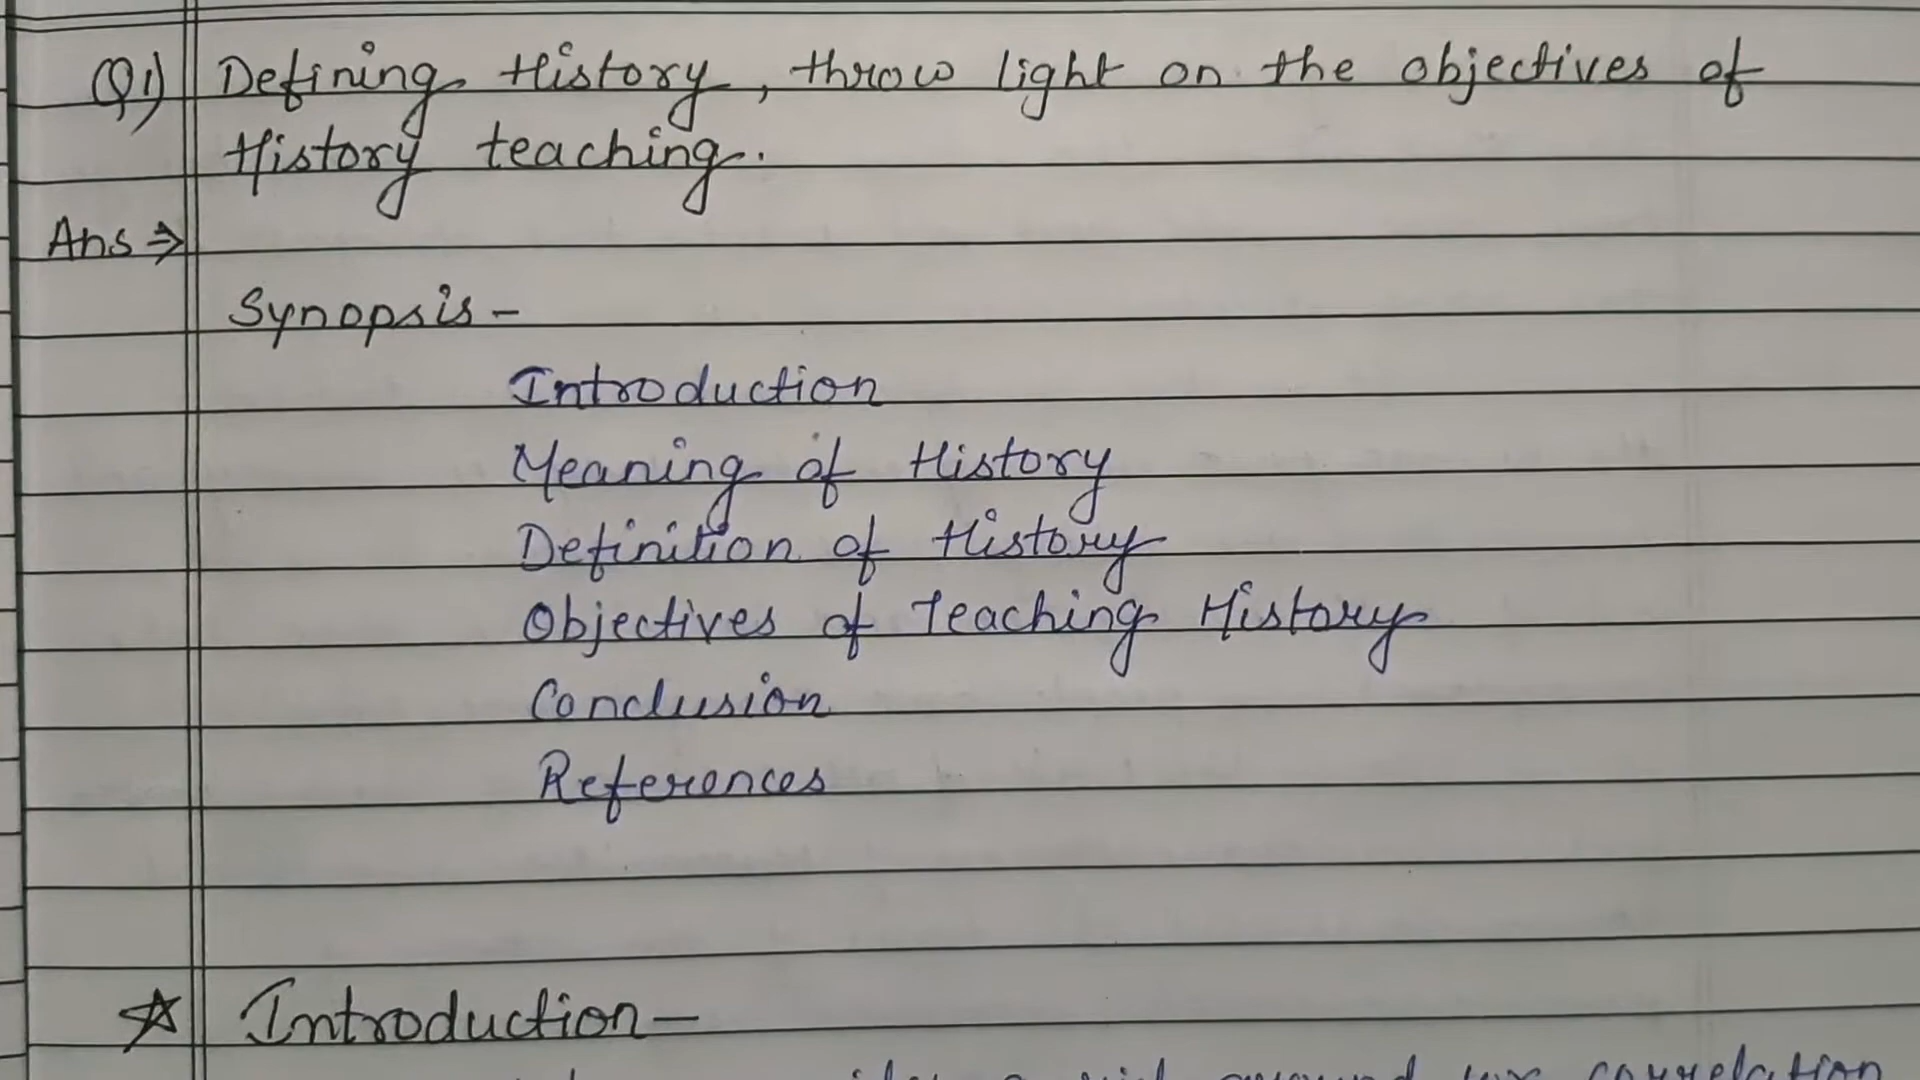 Q1) Defining History, throw light on the objectives of
History teaching.
Ans ⇒
Synopsis -
Introduction
Meaning of History
Definition of History
Objectives of Teaching History
Conclusion
References
☆ Introduction —
correlation